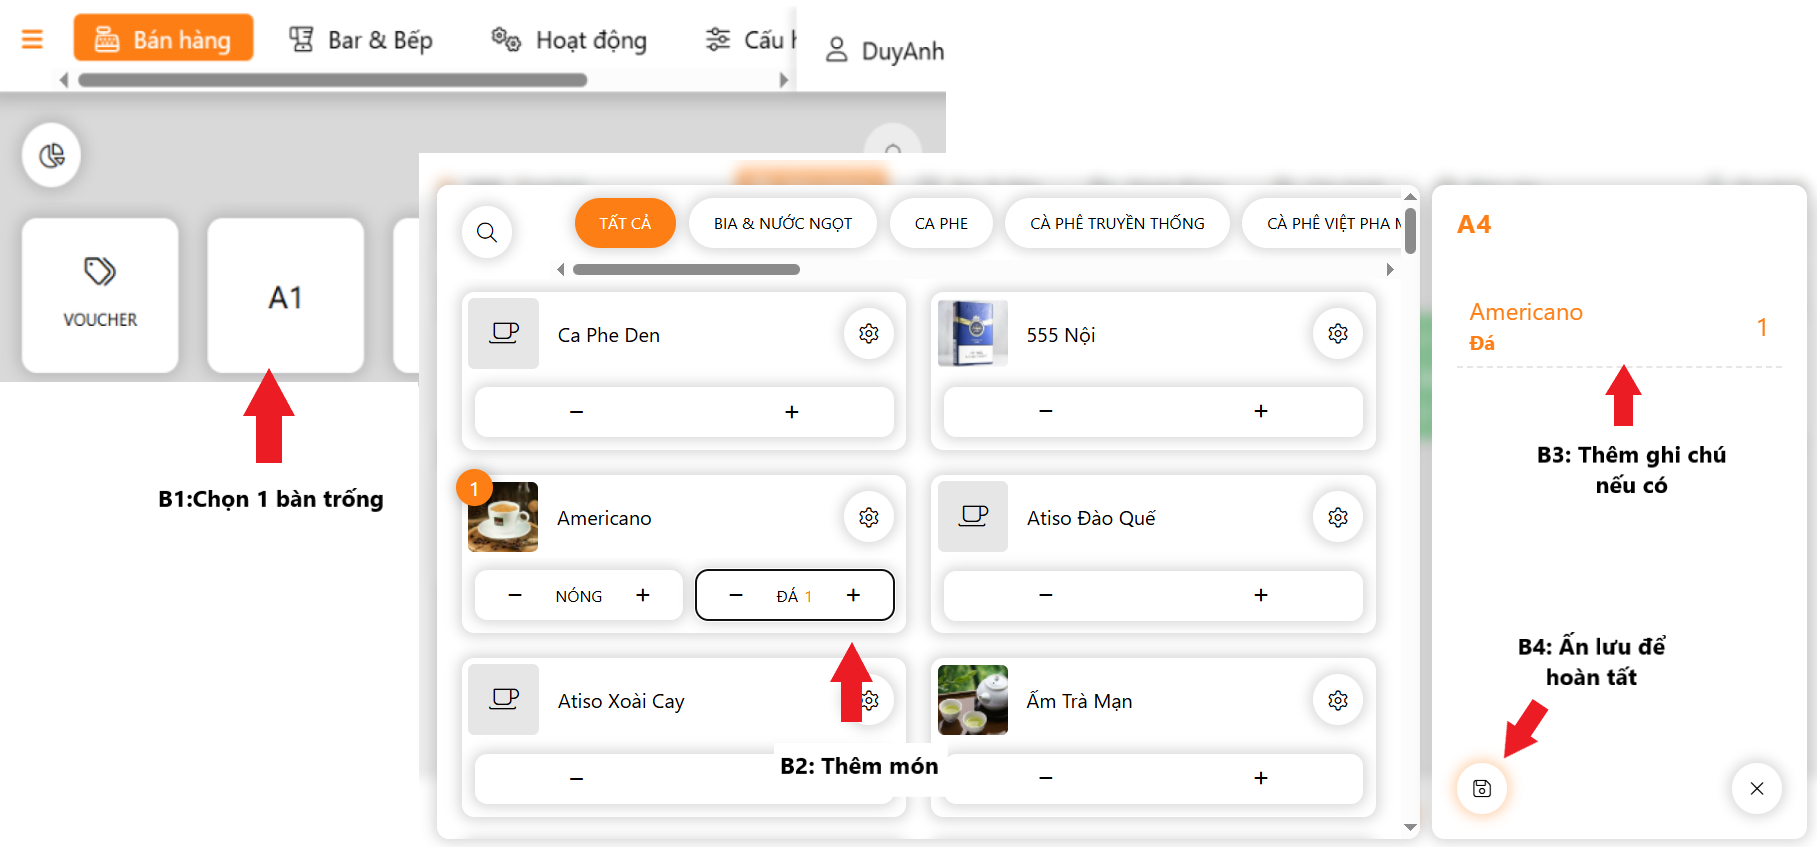 Bán hàng
Bar & Bếp
Hoạt động
Cấu
DuyAnh
VOUCHER
A1
B1:Chọn 1 bàn trống
TẤT CẢ
BIA & NƯỚC NGỌT
CA PHE
CÀ PHÊ TRUYỀN THỐNG
CÀ PHÊ VIỆT PHA
Ca Phe Den
− +
555 Nội
− +
1
Americano
− NÓNG +
− ĐÁ 1 +
Atiso Đào Quế
− +
Atiso Xoài Cay
−
Ấm Trà Mạn
− +
B2: Thêm món
A4
Americano 1
Đá
B3: Thêm ghi chú
nếu có
B4: Ấn lưu để
hoàn tất